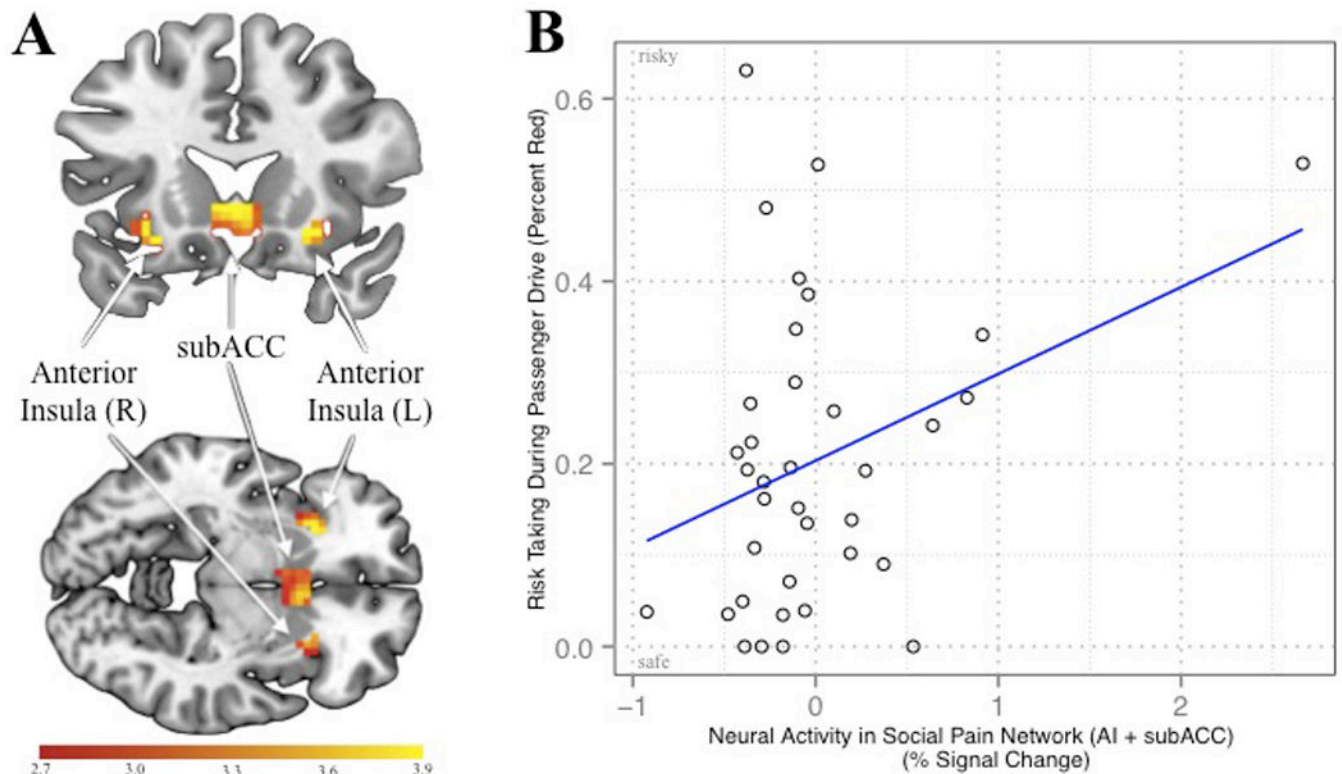 A
subACC
Anterior
Insula (R)
Anterior
Insula (L)
2.7 3.0 3.3 3.6 3.9
B
risky
0.6
0.4
0.2
0.0
safe
Risk Taking During Passenger Drive (Percent Red)
−1 0 1 2
Neural Activity in Social Pain Network (AI + subACC)
(% Signal Change)